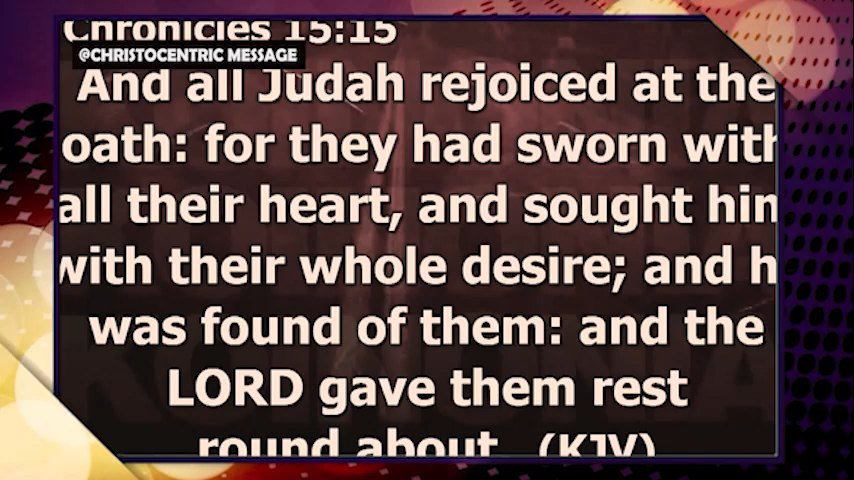 Chronicles 15:15
@CHRISTOCENTRIC MESSAGE
And all Judah rejoiced at the
oath: for they had sworn with
all their heart, and sought him
with their whole desire; and h
was found of them: and the
LORD gave them rest
round about. (KJV)